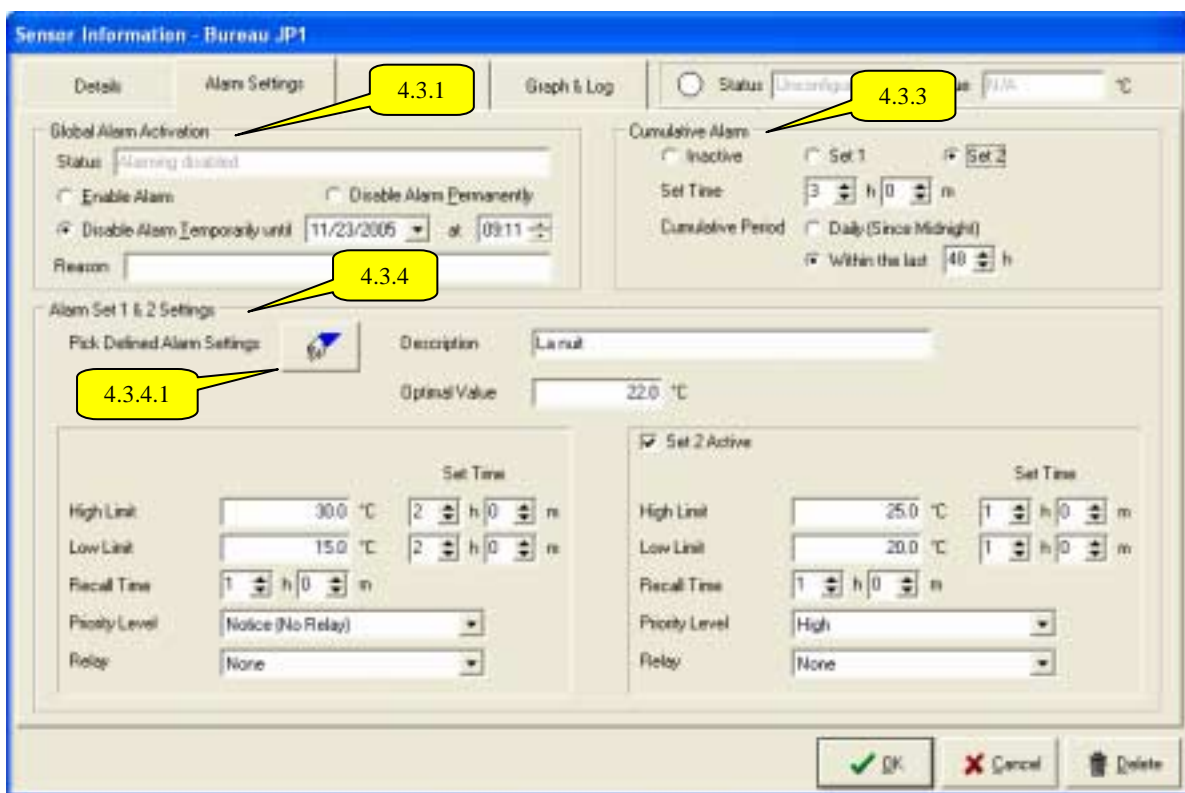 Sensor Information - Bureau JP1
Details Alarm Settings 4.3.1 Graph & Log Status 4.3.3 N/A °C
Global Alarm Activation
Status Alarming disabled
Enable Alarm Disable Alarm Permanently
Disable Alarm Temporarily until 11/23/2005 at 09:11
Reason
4.3.4
Cumulative Alarm
Inactive Set 1 Set 2
Set Time 3 h 0 m
Cumulative Period Daily (Since Midnight)
Within the last 48 h
Alarm Set 1 & 2 Settings
Pick Defined Alarm Settings Description La nuit
4.3.4.1
Optimal Value 22.0 °C
Set Time
High Limit 30.0 °C 2 h 0 m
Low Limit 15.0 °C 2 h 0 m
Recall Time 1 h 0 m
Priority Level Notice (No Relay)
Relay None
Set 2 Active
Set Time
High Limit 25.0 °C 1 h 0 m
Low Limit 20.0 °C 1 h 0 m
Recall Time 1 h 0 m
Priority Level High
Relay None
OK Cancel Delete